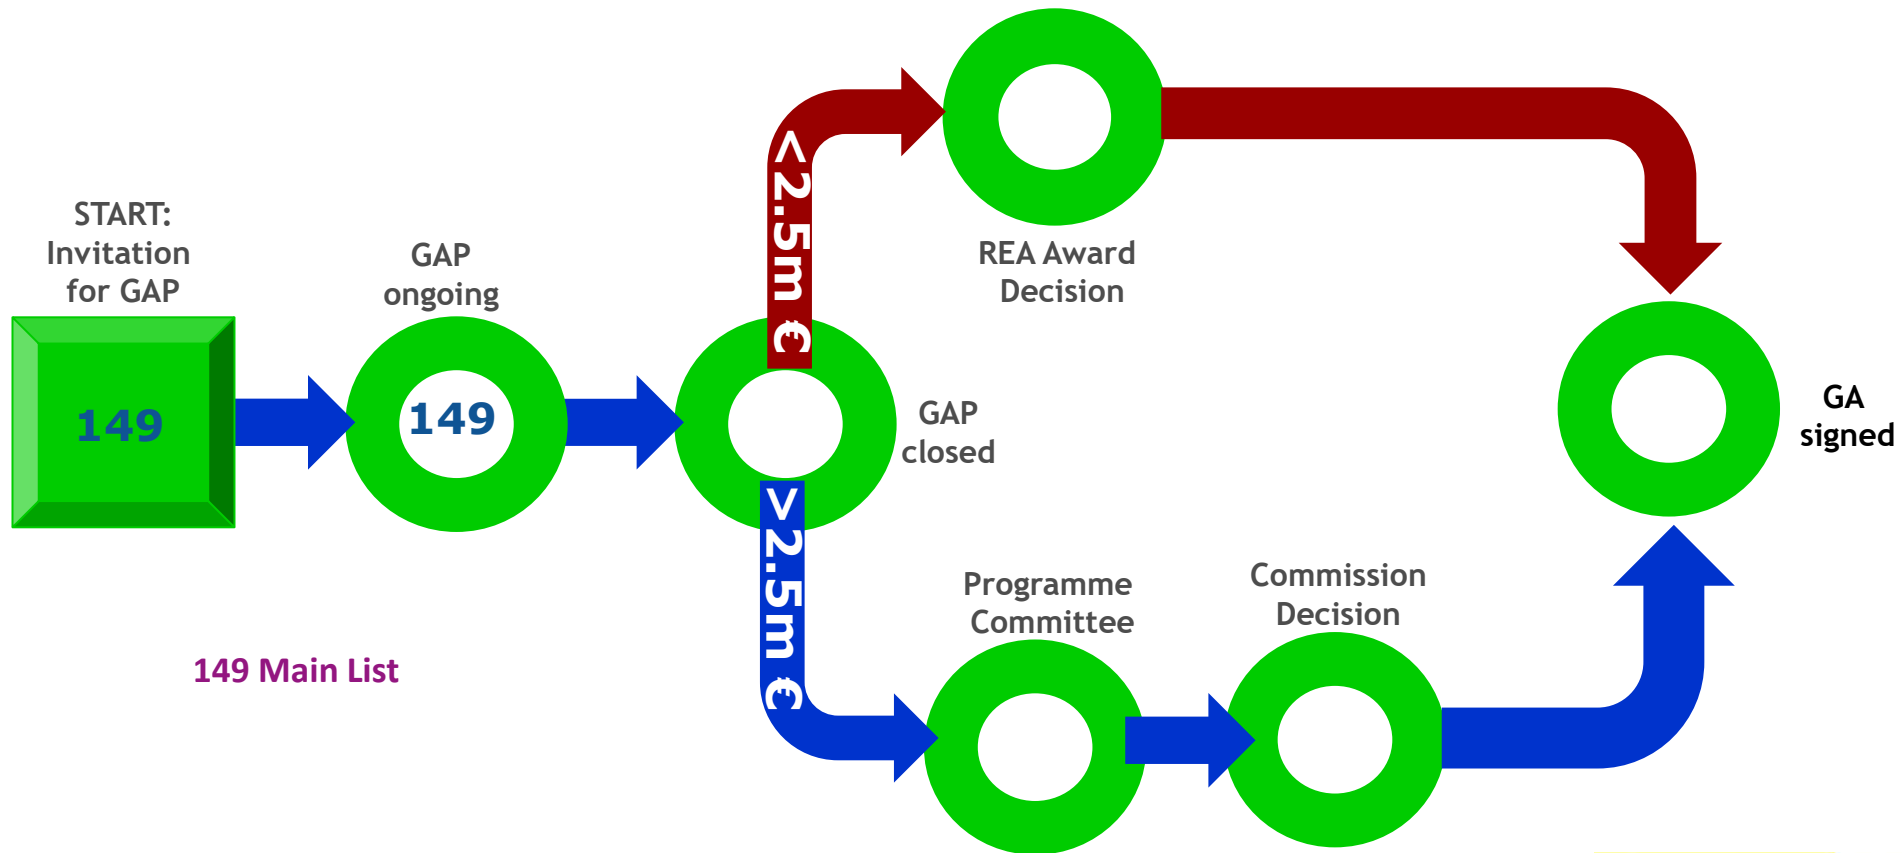 START:
Invitation
for GAP
149
GAP
ongoing
149
GAP
closed
<2.5m €
REA Award
Decision
>2.5m €
Programme
Committee
Commission
Decision
GA
signed
149 Main List